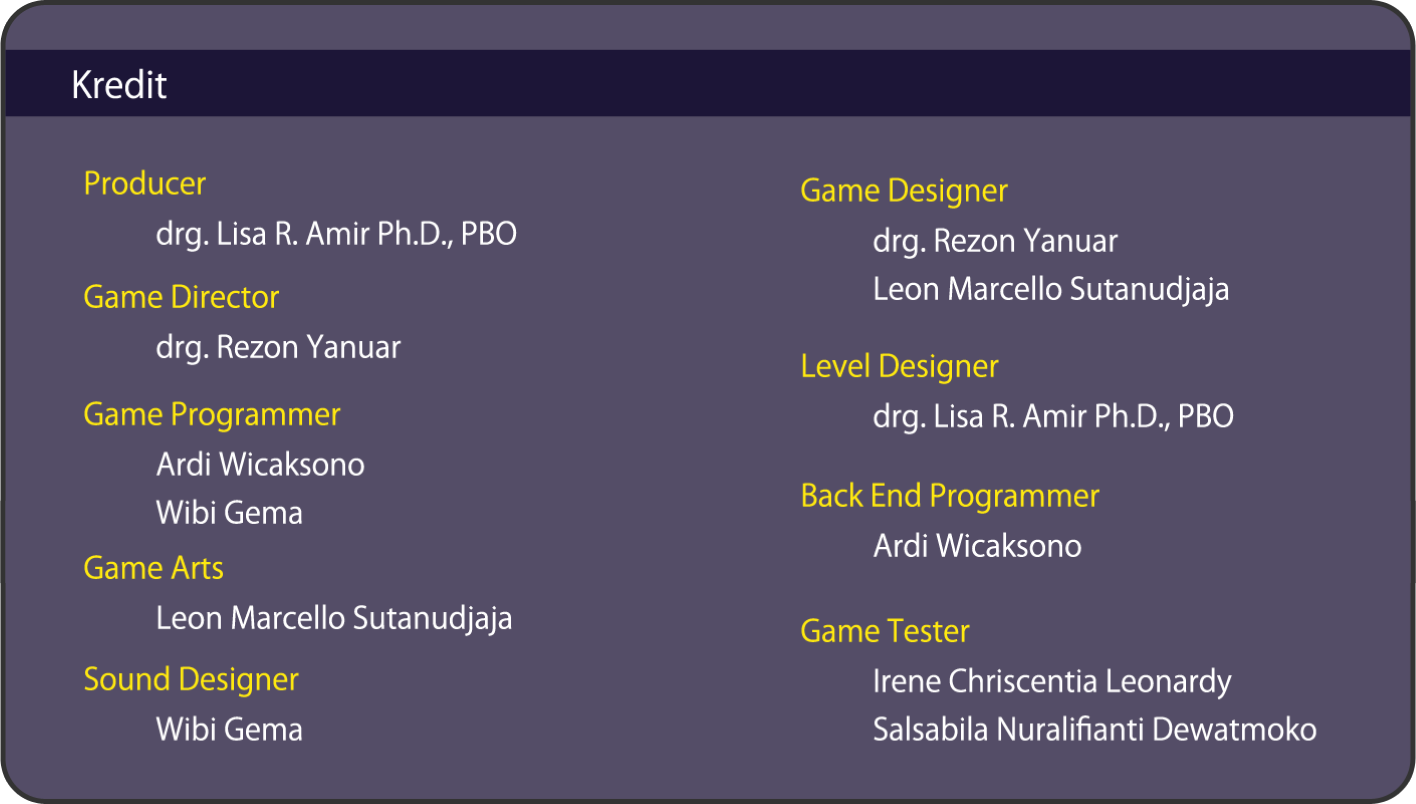 Kredit
Producer
drg. Lisa R. Amir Ph.D., PBO
Game Director
drg. Rezon Yanuar
Game Programmer
Ardi Wicaksono
Wibi Gema
Game Arts
Leon Marcello Sutanudjaja
Sound Designer
Wibi Gema
Game Designer
drg. Rezon Yanuar
Leon Marcello Sutanudjaja
Level Designer
drg. Lisa R. Amir Ph.D., PBO
Back End Programmer
Ardi Wicaksono
Game Tester
Irene Chriscentia Leonardy
Salsabila Nuralifianti Dewatmoko